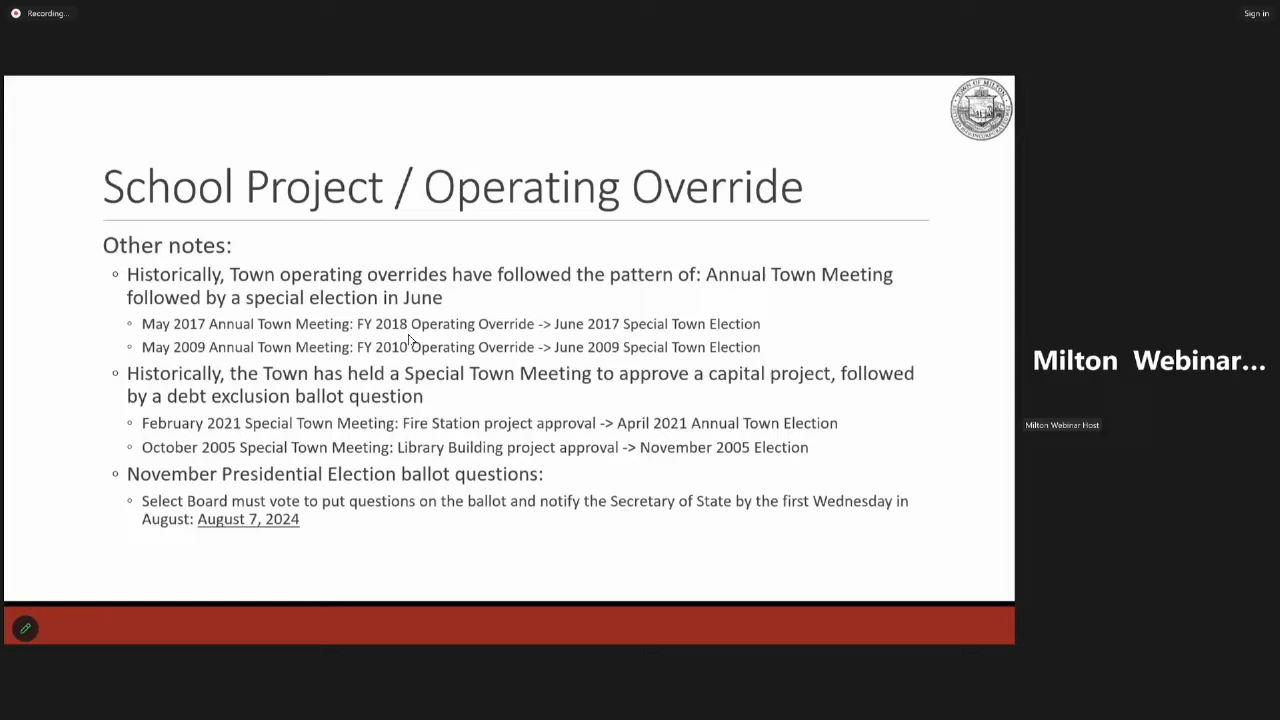 Recording...
Sign in
TOWN OF MILTON
School Project / Operating Override
Other notes:
Historically, Town operating overrides have followed the pattern of: Annual Town Meeting
followed by a special election in June
May 2017 Annual Town Meeting: FY 2018 Operating Override -> June 2017 Special Town Election
May 2009 Annual Town Meeting: FY 2010 Operating Override -> June 2009 Special Town Election
Historically, the Town has held a Special Town Meeting to approve a capital project, followed
by a debt exclusion ballot question
February 2021 Special Town Meeting: Fire Station project approval -> April 2021 Annual Town Election
October 2005 Special Town Meeting: Library Building project approval -> November 2005 Election
November Presidential Election ballot questions:
Select Board must vote to put questions on the ballot and notify the Secretary of State by the first Wednesday in
August: August 7, 2024
Milton Webinar...
Milton Webinar Host